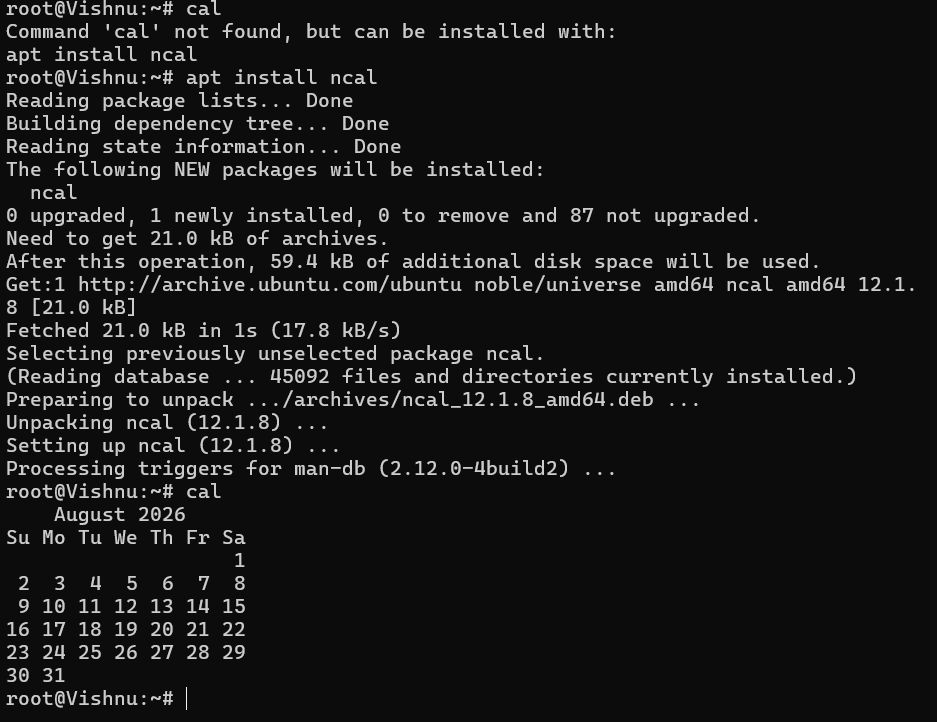 root@Vishnu:~# cal
Command 'cal' not found, but can be installed with:
apt install ncal
root@Vishnu:~# apt install ncal
Reading package lists... Done
Building dependency tree... Done
Reading state information... Done
The following NEW packages will be installed:
  ncal
0 upgraded, 1 newly installed, 0 to remove and 87 not upgraded.
Need to get 21.0 kB of archives.
After this operation, 59.4 kB of additional disk space will be used.
Get:1 http://archive.ubuntu.com/ubuntu noble/universe amd64 ncal amd64 12.1.
8 [21.0 kB]
Fetched 21.0 kB in 1s (17.8 kB/s)
Selecting previously unselected package ncal.
(Reading database ... 45092 files and directories currently installed.)
Preparing to unpack .../archives/ncal_12.1.8_amd64.deb ...
Unpacking ncal (12.1.8) ...
Setting up ncal (12.1.8) ...
Processing triggers for man-db (2.12.0-4build2) ...
root@Vishnu:~# cal
    August 2026
Su Mo Tu We Th Fr Sa
                   1
 2  3  4  5  6  7  8
 9 10 11 12 13 14 15
16 17 18 19 20 21 22
23 24 25 26 27 28 29
30 31
root@Vishnu:~#